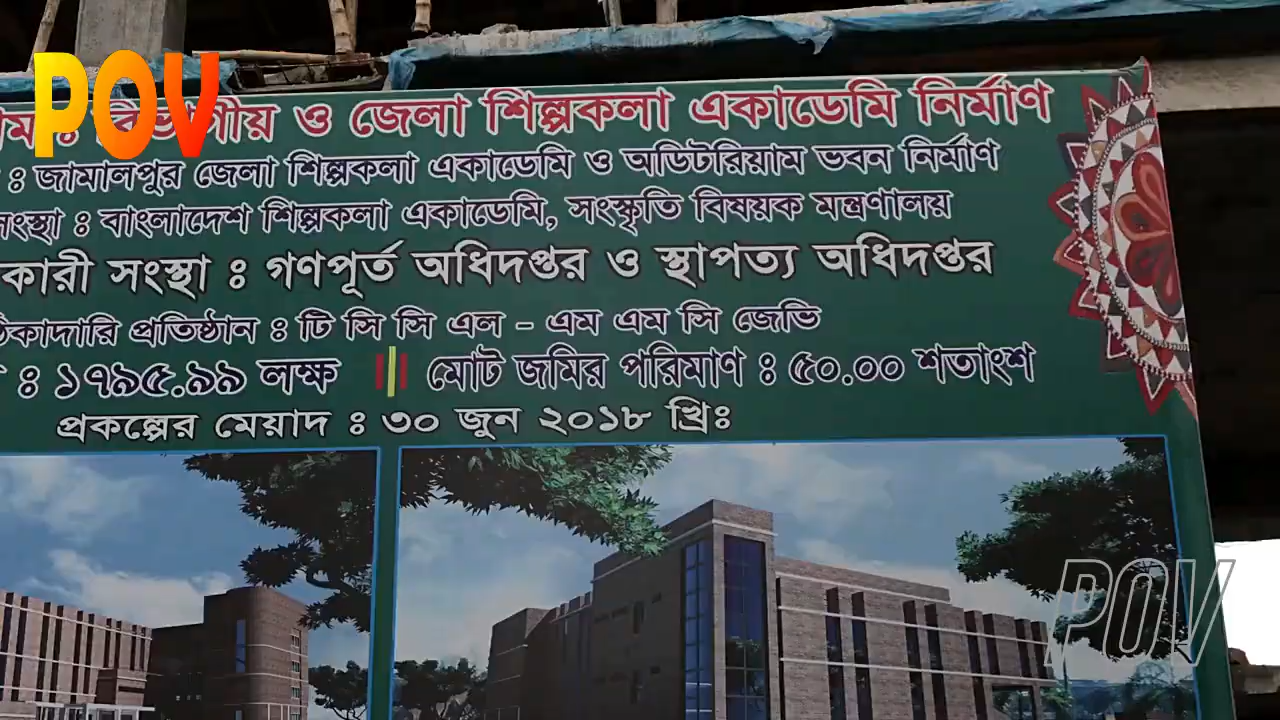 POV
ও জেলা শিল্পকলা একাডেমি নির্মাণ
: জামালপুর জেলা শিল্পকলা একাডেমি ও অডিটরিয়াম ভবন নির্মাণ
সংস্থা : বাংলাদেশ শিল্পকলা একাডেমি, সংস্কৃতি বিষয়ক মন্ত্রণালয়
কারী সংস্থা : গণপূর্ত অধিদপ্তর ও স্থাপত্য অধিদপ্তর
ঠিকাদারি প্রতিষ্ঠান : টি সি সি এল - এম এম সি জেভি
: ১৭৯৫.৯৯ লক্ষ || মোট জমির পরিমাণ : ৫০.০০ শতাংশ
প্রকল্পের মেয়াদ : ৩০ জুন ২০১৮ খ্রিঃ
POV